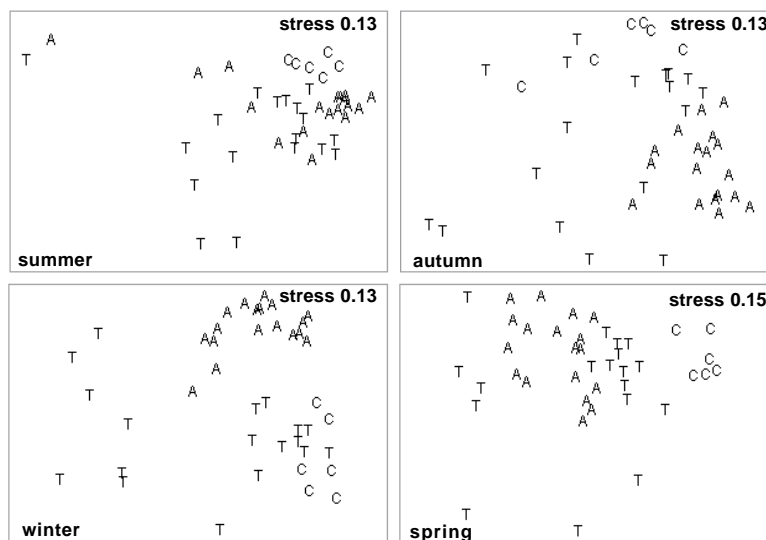 stress 0.13
summer
stress 0.13
autumn
stress 0.13
winter
stress 0.15
spring